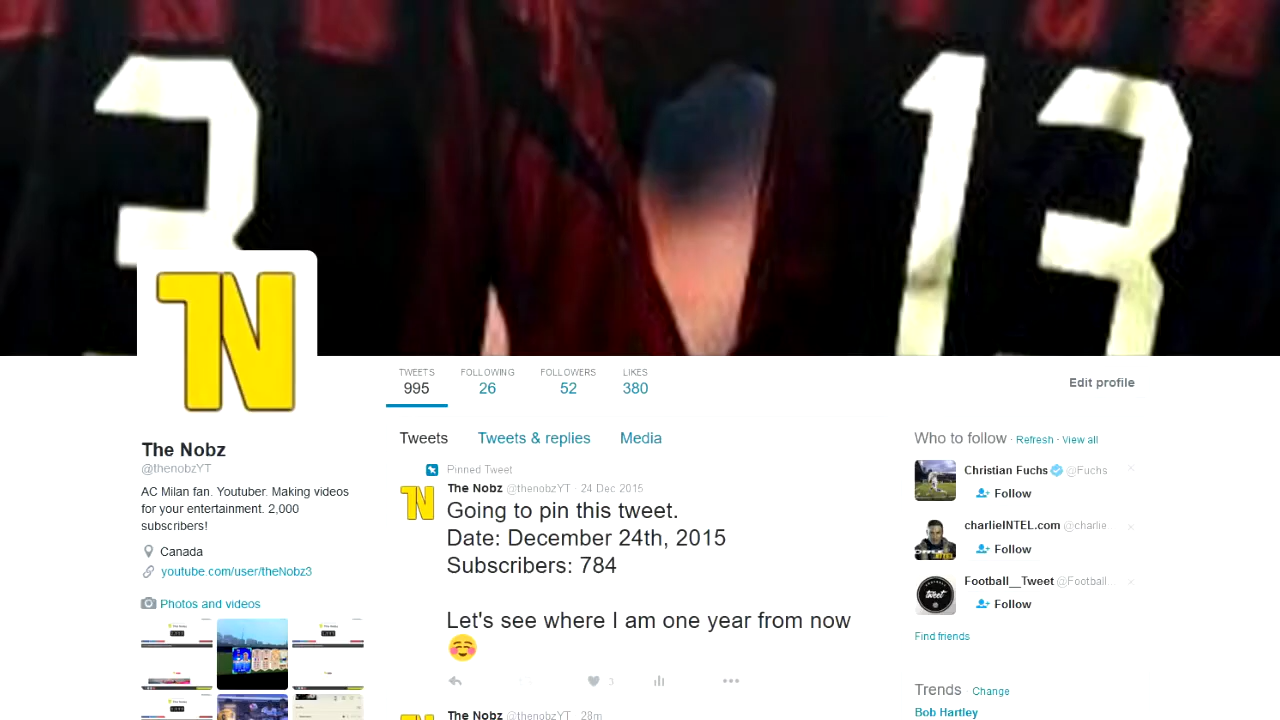 3
13
TN
TWEETS FOLLOWING FOLLOWERS LIKES
995 26 52 380
Edit profile
The Nobz
@thenobzYT
AC Milan fan. Youtuber. Making videos
for your entertainment. 2,000
subscribers!
Canada
youtube.com/user/theNobz3
Photos and videos
Tweets Tweets & replies Media
Pinned Tweet
The Nobz @thenobzYT · 24 Dec 2015
Going to pin this tweet.
Date: December 24th, 2015
Subscribers: 784
Let's see where I am one year from now
☺️
3
The Nobz @thenobzYT · 28m
Who to follow · Refresh · View all
Christian Fuchs @Fuchs
Follow
charlieINTEL.com @charlie
Follow
Football__Tweet @Football...
Follow
Find friends
Trends Change
Bob Hartley